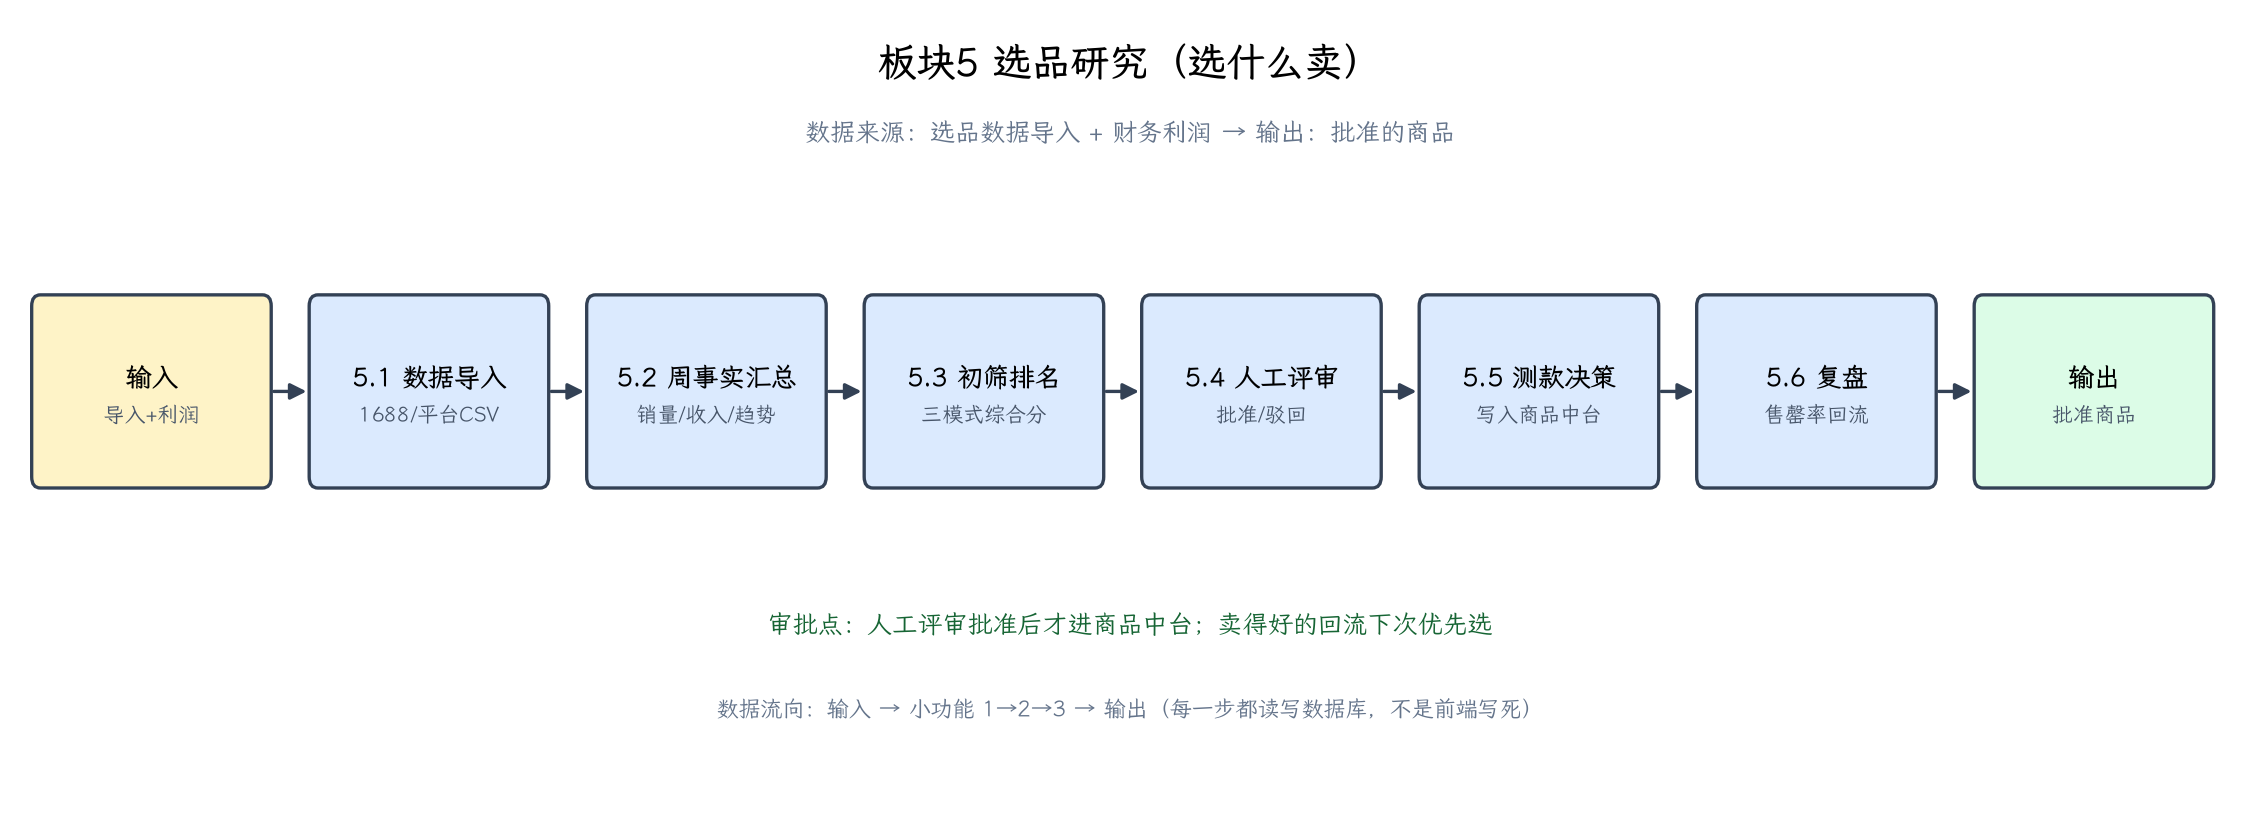 板块5 选品研究（选什么卖）
数据来源：选品数据导入 + 财务利润 → 输出：批准的商品
输入
导入+利润
5.1 数据导入
1688/平台CSV
5.2 周事实汇总
销量/收入/趋势
5.3 初筛排名
三模式综合分
5.4 人工评审
批准/驳回
5.5 测款决策
写入商品中台
5.6 复盘
售罄率回流
输出
批准商品
审批点：人工评审批准后才进商品中台；卖得好的回流下次优先选
数据流向：输入 → 小功能 1→2→3 → 输出（每一步都读写数据库，不是前端写死）